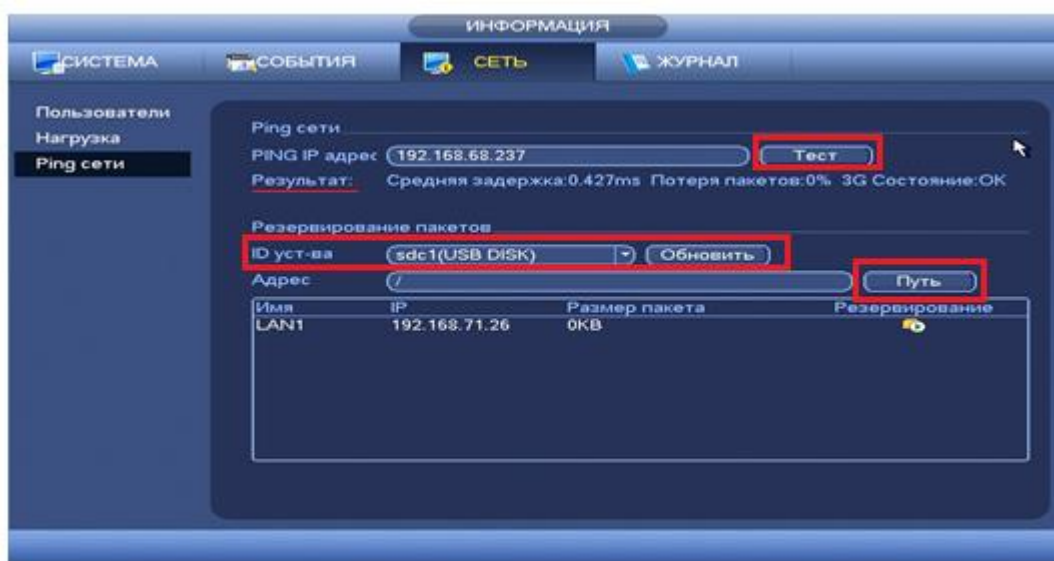 ИНФОРМАЦИЯ
СИСТЕМА СОБЫТИЯ СЕТЬ ЖУРНАЛ
Пользователи
Нагрузка
Ping сети
Ping сети
PING IP адрес 192.168.68.237 Тест
Результат: Средняя задержка:0.427ms Потеря пакетов:0% 3G Состояние:OK
Резервирование пакетов
ID уст-ва sdc1(USB DISK) Обновить
Адрес / Путь
Имя IP Размер пакета Резервирование
LAN1 192.168.71.26 0KB